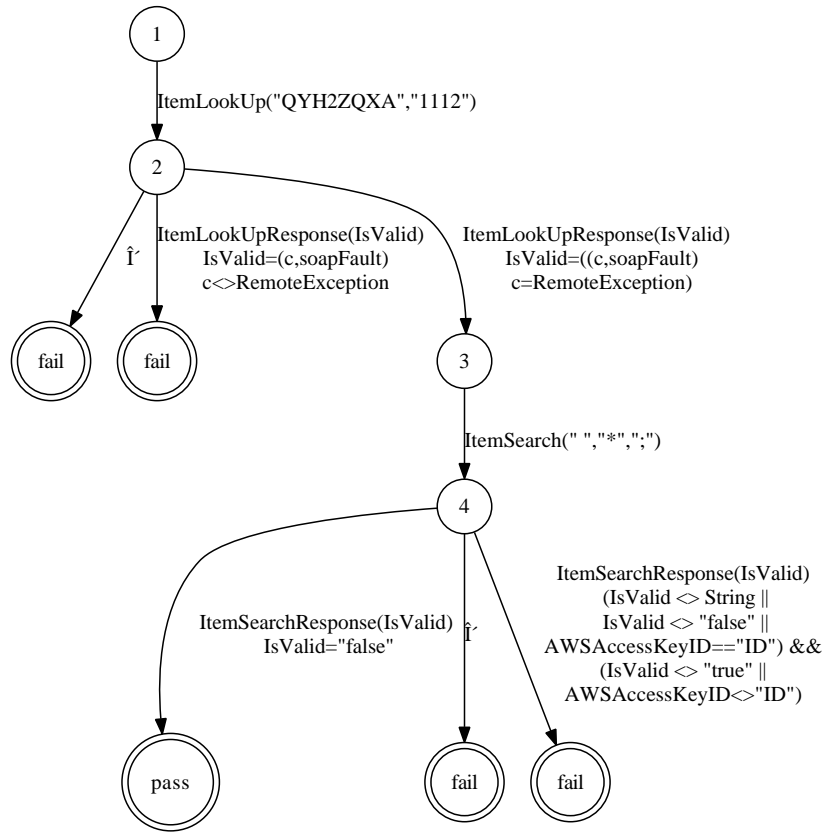 1
ItemLookUp("QYH2ZQXA","1112")
2
Î´
ItemLookUpResponse(IsValid)
IsValid=(c,soapFault)
c<>RemoteException
ItemLookUpResponse(IsValid)
IsValid=((c,soapFault)
c=RemoteException)
fail
fail
3
ItemSearch(" ","*",";")
4
ItemSearchResponse(IsValid)
IsValid="false"
Î´
ItemSearchResponse(IsValid)
(IsValid <> String ||
IsValid <> "false" ||
AWSAccessKeyID=="ID") &&
(IsValid <> "true" ||
AWSAccessKeyID<>"ID")
pass
fail
fail